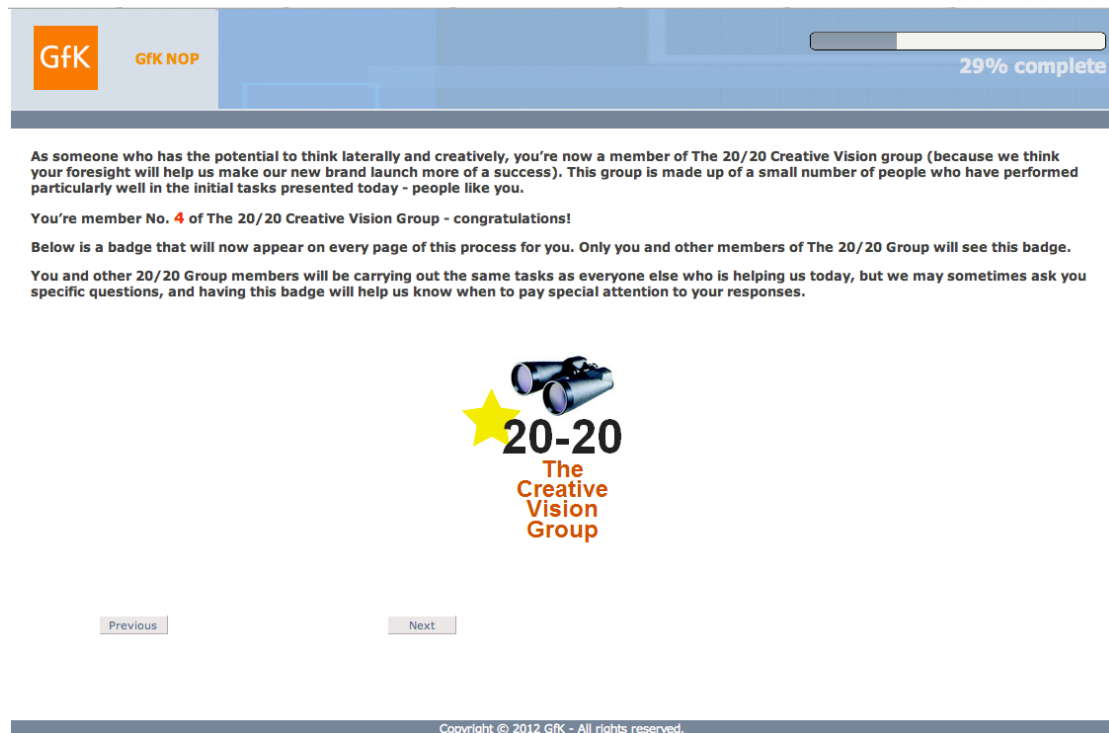 GfK
GfK NOP
29% complete
As someone who has the potential to think laterally and creatively, you're now a member of The 20/20 Creative Vision group (because we think
your foresight will help us make our new brand launch more of a success). This group is made up of a small number of people who have performed
particularly well in the initial tasks presented today - people like you.
You're member No. 4 of The 20/20 Creative Vision Group - congratulations!
Below is a badge that will now appear on every page of this process for you. Only you and other members of The 20/20 Group will see this badge.
You and other 20/20 Group members will be carrying out the same tasks as everyone else who is helping us today, but we may sometimes ask you
specific questions, and having this badge will help us know when to pay special attention to your responses.
20-20
The
Creative
Vision
Group
Previous
Next
Copyright © 2012 GfK - All rights reserved.